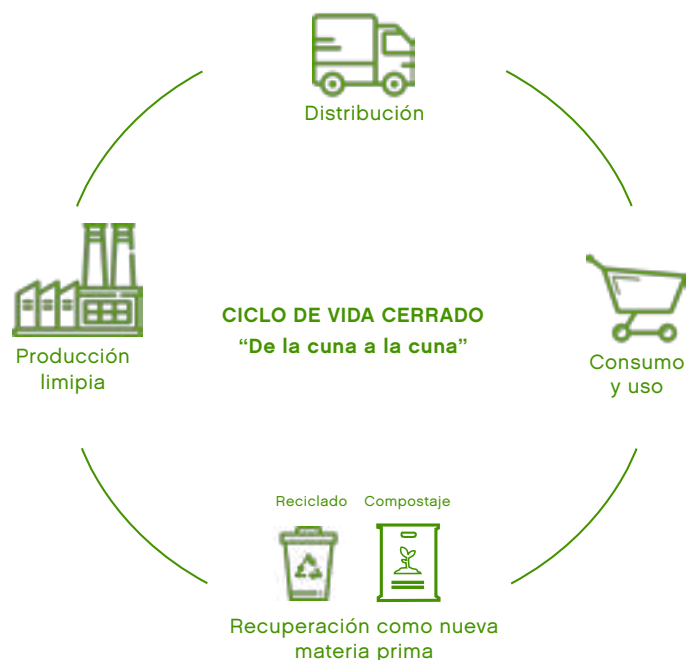 Distribución
CICLO DE VIDA CERRADO
“De la cuna a la cuna”
Producción
limipia
Consumo
y uso
Reciclado
Compostaje
Recuperación como nueva
materia prima